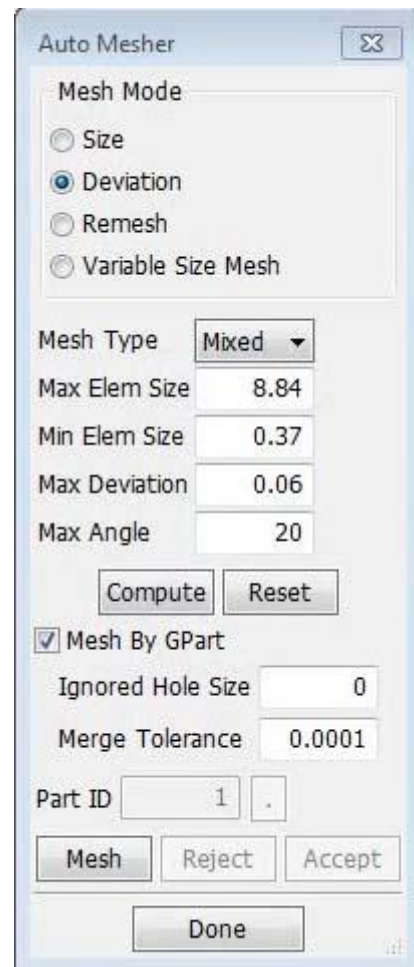 Auto Mesher
Mesh Mode
Size
Deviation
Remesh
Variable Size Mesh
Mesh Type Mixed
Max Elem Size 8.84
Min Elem Size 0.37
Max Deviation 0.06
Max Angle 20
Compute Reset
Mesh By GPart
Ignored Hole Size 0
Merge Tolerance 0.0001
Part ID 1 .
Mesh Reject Accept
Done